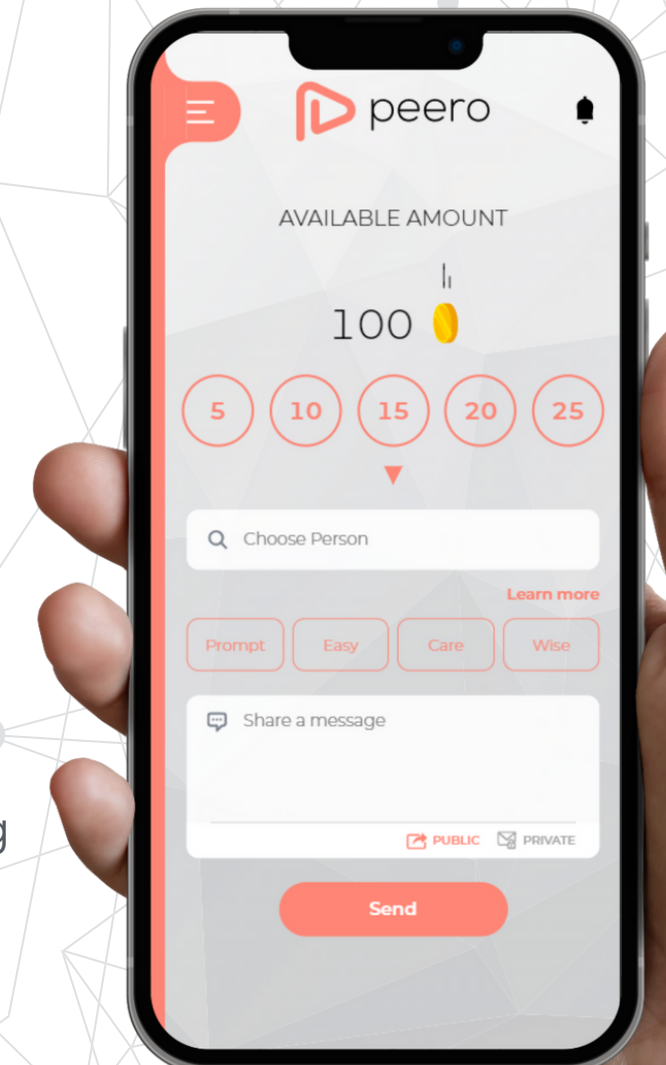 peero
AVAILABLE AMOUNT
100
5 10 15 20 25
Choose Person
Learn more
Prompt Easy Care Wise
Share a message
g
PUBLIC PRIVATE
Send